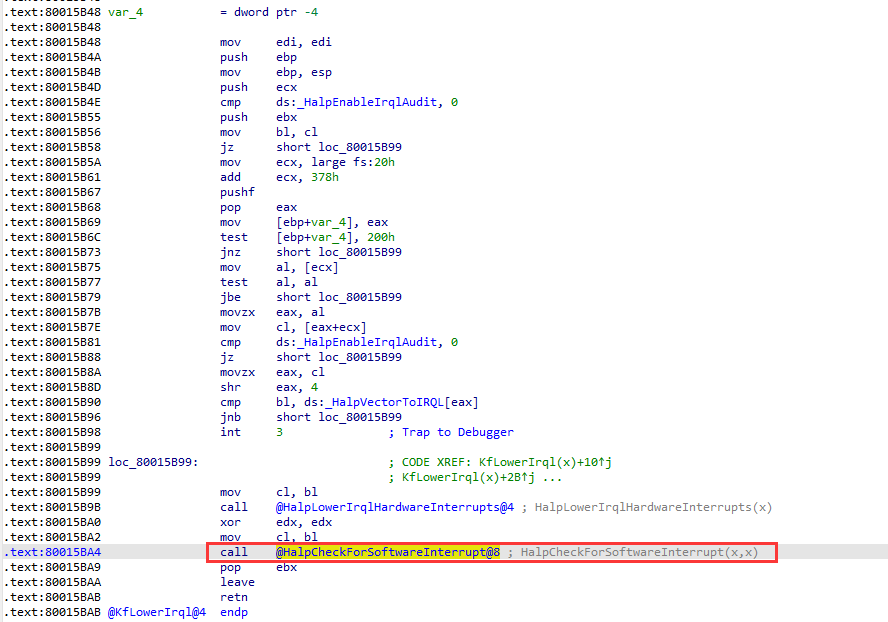 .text:80015B48 var_4 = dword ptr -4
.text:80015B48
.text:80015B48 mov edi, edi
.text:80015B4A push ebp
.text:80015B4B mov ebp, esp
.text:80015B4D push ecx
.text:80015B4E cmp ds:_HalpEnableIrqlAudit, 0
.text:80015B55 push ebx
.text:80015B56 mov bl, cl
.text:80015B58 jz short loc_80015B99
.text:80015B5A mov ecx, large fs:20h
.text:80015B61 add ecx, 378h
.text:80015B67 pushf
.text:80015B68 pop eax
.text:80015B69 mov [ebp+var_4], eax
.text:80015B6C test [ebp+var_4], 200h
.text:80015B73 jnz short loc_80015B99
.text:80015B75 mov al, [ecx]
.text:80015B77 test al, al
.text:80015B79 jbe short loc_80015B99
.text:80015B7B movzx eax, al
.text:80015B7E mov cl, [eax+ecx]
.text:80015B81 cmp ds:_HalpEnableIrqlAudit, 0
.text:80015B88 jz short loc_80015B99
.text:80015B8A movzx eax, cl
.text:80015B8D shr eax, 4
.text:80015B90 cmp bl, ds:_HalpVectorToIRQL[eax]
.text:80015B96 jnb short loc_80015B99
.text:80015B98 int 3 ; Trap to Debugger
.text:80015B99
.text:80015B99 loc_80015B99: ; CODE XREF: KfLowerIrql(x)+10↑j
.text:80015B99 ; KfLowerIrql(x)+2B↑j ...
.text:80015B99 mov cl, bl
.text:80015B9B call @HalpLowerIrqlHardwareInterrupts@4 ; HalpLowerIrqlHardwareInterrupts(x)
.text:80015BA0 xor edx, edx
.text:80015BA2 mov cl, bl
.text:80015BA4 call @HalpCheckForSoftwareInterrupt@8 ; HalpCheckForSoftwareInterrupt(x,x)
.text:80015BA9 pop ebx
.text:80015BAA leave
.text:80015BAB retn
.text:80015BAB @KfLowerIrql@4 endp